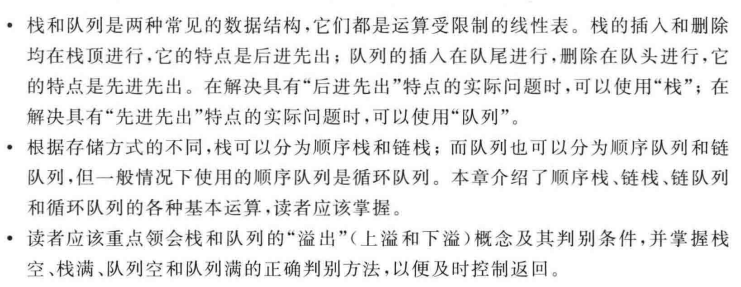 • 栈和队列是两种常见的数据结构,它们都是运算受限制的线性表。栈的插入和删除
均在栈顶进行,它的特点是后进先出；队列的插入在队尾进行,删除在队头进行,它
的特点是先进先出。在解决具有“后进先出”特点的实际问题时,可以使用“栈”；在
解决具有“先进先出”特点的实际问题时,可以使用“队列”。
• 根据存储方式的不同,栈可以分为顺序栈和链栈；而队列也可以分为顺序队列和链
队列,但一般情况下使用的顺序队列是循环队列。本章介绍了顺序栈、链栈、链队列
和循环队列的各种基本运算,读者应该掌握。
• 读者应该重点领会栈和队列的“溢出”(上溢和下溢)概念及其判别条件,并掌握栈
空、栈满、队列空和队列满的正确判别方法,以便及时控制返回。